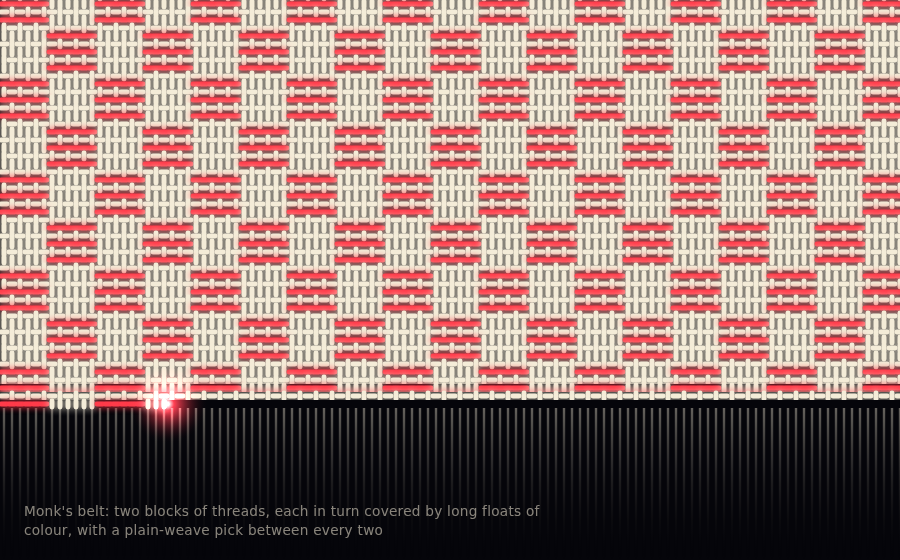 Monk's belt: two blocks of threads, each in turn covered by long floats of
colour, with a plain-weave pick between every two